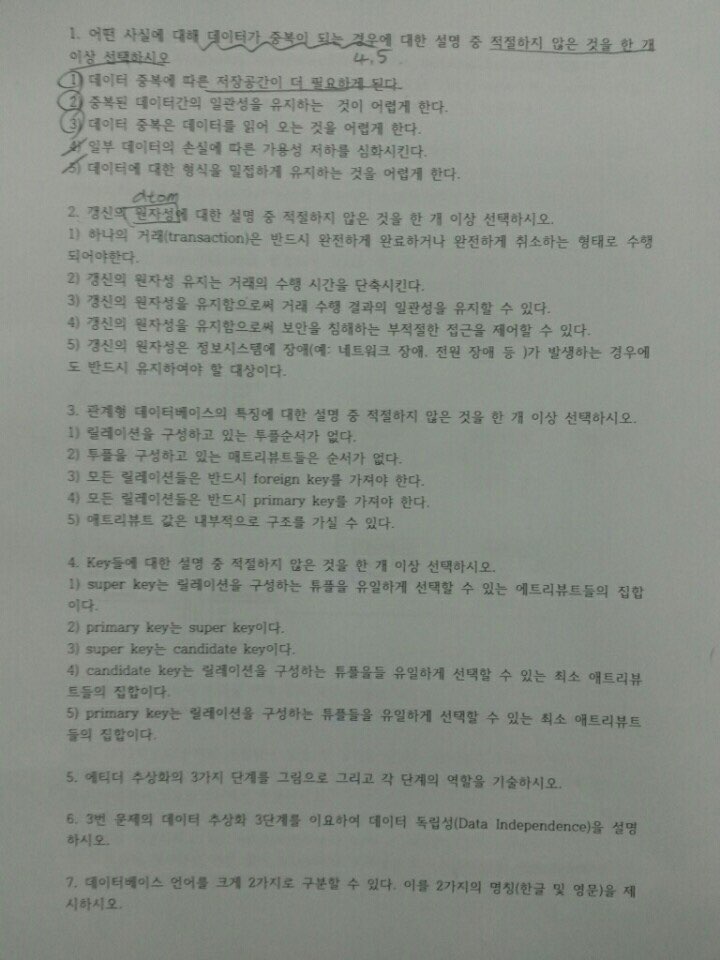 1. 어떤 사실에 대해 데이터가 중복이 되는 경우에 대한 설명 중 적절하지 않은 것을 한 개
이상 선택하시오
4.5
1) 데이터 중복에 따른 저장공간이 더 필요하게 된다.
2) 중복된 데이터간의 일관성을 유지하는 것이 어렵게 한다.
3) 데이터 중복은 데이터를 읽어 오는 것을 어렵게 한다.
4) 일부 데이터의 손실에 따른 가용성 저하를 심화시킨다.
5) 데이터에 대한 형식을 밀접하게 유지하는 것을 어렵게 한다.
atom
2. 갱신의 원자성에 대한 설명 중 적절하지 않은 것을 한 개 이상 선택하시오.
1) 하나의 거래(transaction)은 반드시 완전하게 완료하거나 완전하게 취소하는 형태로 수행
되어야한다.
2) 갱신의 원자성 유지는 거래의 수행 시간을 단축시킨다.
3) 갱신의 원자성을 유지함으로써 거래 수행 결과의 일관성을 유지할 수 있다.
4) 갱신의 원자성을 유지함으로써 보안을 침해하는 부적절한 접근을 제어할 수 있다.
5) 갱신의 원자성은 정보시스템에 장애(예: 네트워크 장애. 전원 장애 등 )가 발생하는 경우에
도 반드시 유지하여야 할 대상이다.
3. 관계형 데이터베이스의 특징에 대한 설명 중 적절하지 않은 것을 한 개 이상 선택하시오.
1) 릴레이션을 구성하고 있는 투플순서가 없다.
2) 투플을 구성하고 있는 애트리뷰트들은 순서가 없다.
3) 모든 릴레이션들은 반드시 foreign key를 가져야 한다.
4) 모든 릴레이션들은 반드시 primary key를 가져야 한다.
5) 애트리뷰트 값은 내부적으로 구조를 가실 수 있다.
4. Key들에 대한 설명 중 적절하지 않은 것을 한 개 이상 선택하시오.
1) super key는 릴레이션을 구성하는 튜플을 유일하게 선택할 수 있는 에트리뷰트들의 집합
이다.
2) primary key는 super key이다.
3) super key는 candidate key이다.
4) candidate key는 릴레이션을 구성하는 튜플을들 유일하게 선택할 수 있는 최소 애트리뷰
트들의 집합이다.
5) primary key는 릴레이션을 구성하는 튜플들을 유일하게 선택할 수 있는 최소 애트리뷰트
들의 집합이다.
5. 에티더 추상화의 3가지 단계를 그림으로 그리고 각 단계의 역할을 기술하시오.
6. 3번 문제의 데이터 추상화 3단계를 이요하여 데이터 독립성(Data Independence)을 설명
하시오.
7. 데이터베이스 언어를 크게 2가지로 구분할 수 있다. 이를 2가지의 명칭(한글 및 영문)을 제
시하시오.